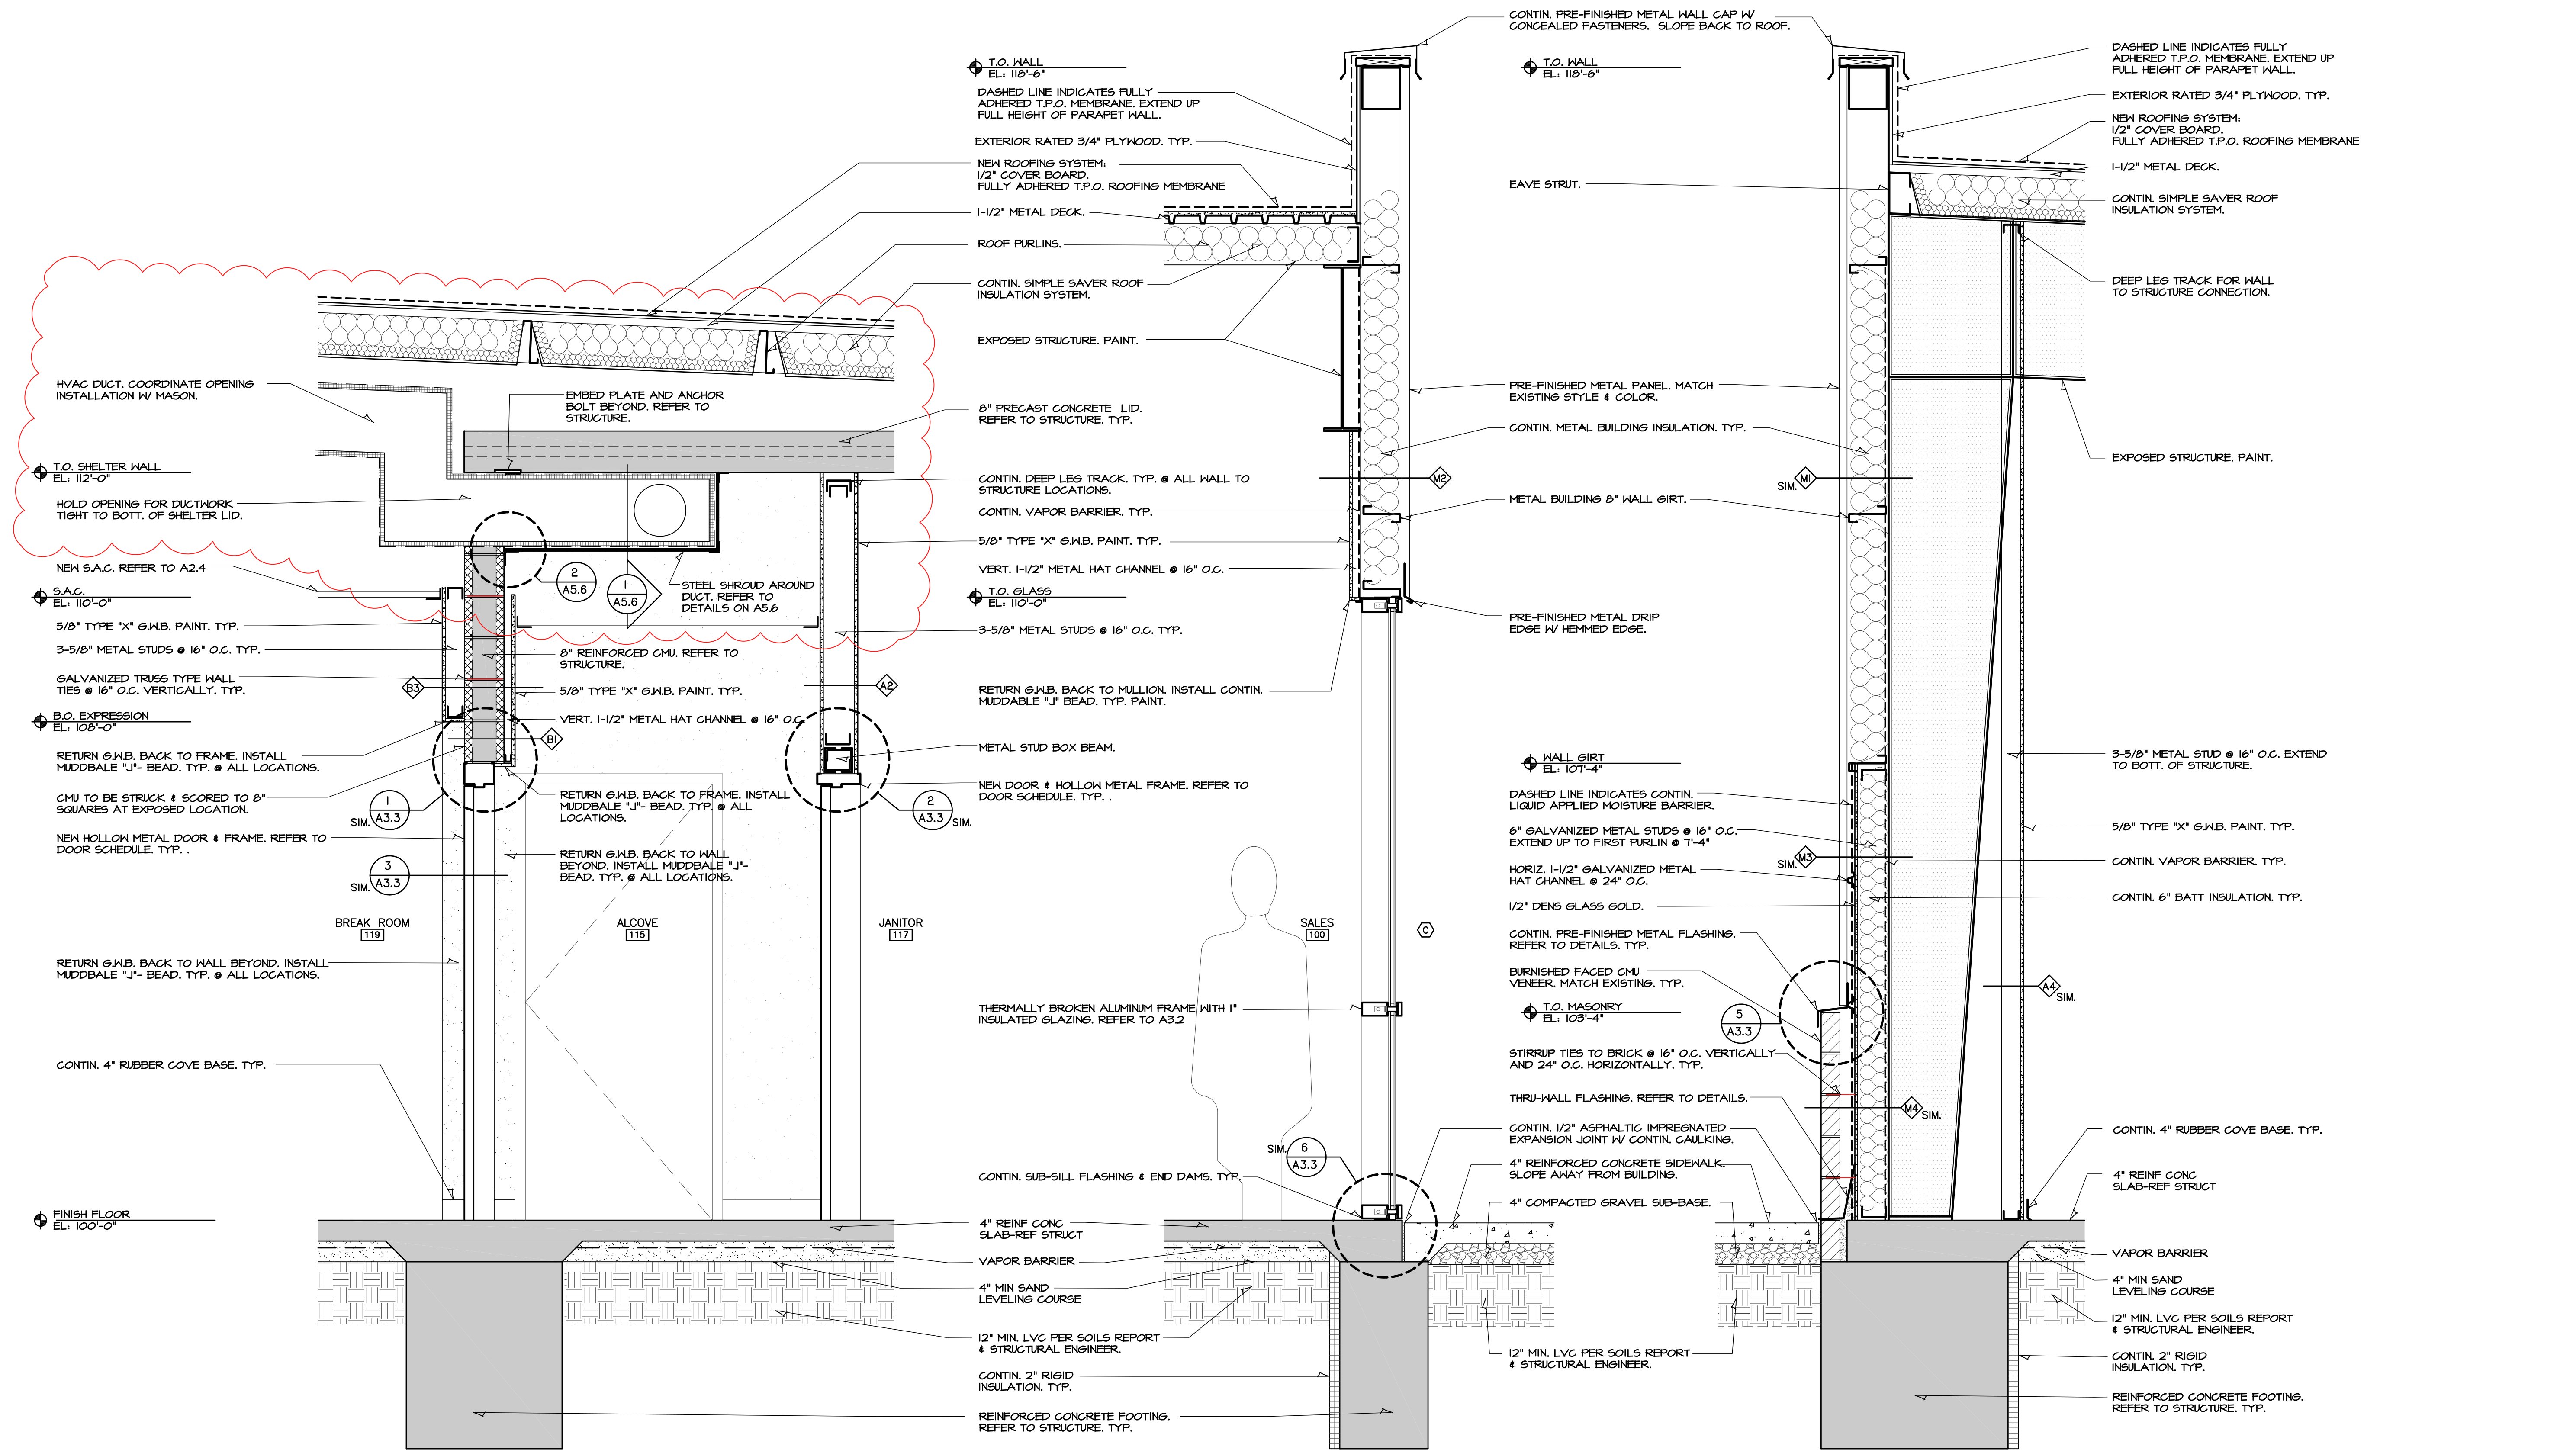 HVAC DUCT. COORDINATE OPENING
INSTALLATION W/ MASON.
T.O. SHELTER WALL
EL: 112'-0"
HOLD OPENING FOR DUCTWORK
TIGHT TO BOTT. OF SHELTER LID.
NEW S.A.C. REFER TO A2.4
S.A.C.
EL: 110'-0"
5/8" TYPE "X" G.W.B. PAINT. TYP.
3-5/8" METAL STUDS @ 16" O.C. TYP.
GALVANIZED TRUSS TYPE WALL
TIES @ 16" O.C. VERTICALLY. TYP.
B.O. EXPRESSION
EL: 108'-0"
RETURN G.W.B. BACK TO FRAME. INSTALL
MUDDBALE "J"- BEAD. TYP. @ ALL LOCATIONS.
CMU TO BE STRUCK & SCORED TO 8"
SQUARES AT EXPOSED LOCATION.
NEW HOLLOW METAL DOOR & FRAME. REFER TO
DOOR SCHEDULE. TYP. .
RETURN G.W.B. BACK TO WALL BEYOND. INSTALL
MUDDBALE "J"- BEAD. TYP. @ ALL LOCATIONS.
CONTIN. 4" RUBBER COVE BASE. TYP.
FINISH FLOOR
EL: 100'-0"
EMBED PLATE AND ANCHOR
BOLT BEYOND. REFER TO
STRUCTURE.
2
A5.6
1
A5.6
STEEL SHROUD AROUND
DUCT. REFER TO
DETAILS ON A5.6
8" REINFORCED CMU. REFER TO
STRUCTURE.
B3
5/8" TYPE "X" G.W.B. PAINT. TYP.
A2
VERT. 1-1/2" METAL HAT CHANNEL @ 16" O.C.
B1
RETURN G.W.B. BACK TO FRAME. INSTALL
MUDDBALE "J"- BEAD. TYP. @ ALL
LOCATIONS.
1
A3.3
SIM.
2
A3.3
SIM.
RETURN G.W.B. BACK TO WALL
BEYOND. INSTALL MUDDBALE "J"-
BEAD. TYP. @ ALL LOCATIONS.
3
A3.3
SIM.
BREAK ROOM
119
ALCOVE
115
JANITOR
117
T.O. WALL
EL: 118'-6"
DASHED LINE INDICATES FULLY
ADHERED T.P.O. MEMBRANE. EXTEND UP
FULL HEIGHT OF PARAPET WALL.
EXTERIOR RATED 3/4" PLYWOOD. TYP.
NEW ROOFING SYSTEM:
1/2" COVER BOARD.
FULLY ADHERED T.P.O. ROOFING MEMBRANE
1-1/2" METAL DECK.
ROOF PURLINS.
CONTIN. SIMPLE SAVER ROOF
INSULATION SYSTEM.
EXPOSED STRUCTURE. PAINT.
8" PRECAST CONCRETE LID.
REFER TO STRUCTURE. TYP.
CONTIN. DEEP LEG TRACK. TYP. @ ALL WALL TO
STRUCTURE LOCATIONS.
CONTIN. VAPOR BARRIER. TYP.
5/8" TYPE "X" G.W.B. PAINT. TYP.
VERT. 1-1/2" METAL HAT CHANNEL @ 16" O.C.
T.O. GLASS
EL: 110'-0"
3-5/8" METAL STUDS @ 16" O.C. TYP.
RETURN G.W.B. BACK TO MULLION. INSTALL CONTIN.
MUDDABLE "J" BEAD. TYP. PAINT.
METAL STUD BOX BEAM.
NEW DOOR & HOLLOW METAL FRAME. REFER TO
DOOR SCHEDULE. TYP. .
SALES
100
C
THERMALLY BROKEN ALUMINUM FRAME WITH 1"
INSULATED GLAZING. REFER TO A3.2
SIM.
6
A3.3
CONTIN. SUB-SILL FLASHING & END DAMS. TYP.
4" REINF CONC
SLAB-REF STRUCT
VAPOR BARRIER
4" MIN SAND
LEVELING COURSE
12" MIN. LVC PER SOILS REPORT
& STRUCTURAL ENGINEER.
CONTIN. 2" RIGID
INSULATION. TYP.
REINFORCED CONCRETE FOOTING.
REFER TO STRUCTURE. TYP.
CONTIN. PRE-FINISHED METAL WALL CAP W/
CONCEALED FASTENERS. SLOPE BACK TO ROOF.
T.O. WALL
EL: 118'-6"
EAVE STRUT.
PRE-FINISHED METAL PANEL. MATCH
EXISTING STYLE & COLOR.
CONTIN. METAL BUILDING INSULATION. TYP.
M2
M1
SIM.
METAL BUILDING 8" WALL GIRT.
PRE-FINISHED METAL DRIP
EDGE W/ HEMMED EDGE.
WALL GIRT
EL: 107'-4"
DASHED LINE INDICATES CONTIN.
LIQUID APPLIED MOISTURE BARRIER.
6" GALVANIZED METAL STUDS @ 16" O.C.
EXTEND UP TO FIRST PURLIN @ 7'-4"
M3
SIM.
HORIZ. 1-1/2" GALVANIZED METAL
HAT CHANNEL @ 24" O.C.
1/2" DENS GLASS GOLD.
CONTIN. PRE-FINISHED METAL FLASHING.
REFER TO DETAILS. TYP.
BURNISHED FACED CMU
VENEER. MATCH EXISTING. TYP.
T.O. MASONRY
EL: 103'-4"
5
A3.3
STIRRUP TIES TO BRICK @ 16" O.C. VERTICALLY
AND 24" O.C. HORIZONTALLY. TYP.
THRU-WALL FLASHING. REFER TO DETAILS.
M4
SIM.
CONTIN. 1/2" ASPHALTIC IMPREGNATED
EXPANSION JOINT W/ CONTIN. CAULKING.
4" REINFORCED CONCRETE SIDEWALK.
SLOPE AWAY FROM BUILDING.
4" COMPACTED GRAVEL SUB-BASE.
12" MIN. LVC PER SOILS REPORT
& STRUCTURAL ENGINEER.
DASHED LINE INDICATES FULLY
ADHERED T.P.O. MEMBRANE. EXTEND UP
FULL HEIGHT OF PARAPET WALL.
EXTERIOR RATED 3/4" PLYWOOD. TYP.
NEW ROOFING SYSTEM:
1/2" COVER BOARD.
FULLY ADHERED T.P.O. ROOFING MEMBRANE
1-1/2" METAL DECK.
CONTIN. SIMPLE SAVER ROOF
INSULATION SYSTEM.
DEEP LEG TRACK FOR WALL
TO STRUCTURE CONNECTION.
EXPOSED STRUCTURE. PAINT.
3-5/8" METAL STUD @ 16" O.C. EXTEND
TO BOTT. OF STRUCTURE.
5/8" TYPE "X" G.W.B. PAINT. TYP.
CONTIN. VAPOR BARRIER. TYP.
CONTIN. 6" BATT INSULATION. TYP.
A4
SIM.
CONTIN. 4" RUBBER COVE BASE. TYP.
4" REINF CONC
SLAB-REF STRUCT
VAPOR BARRIER
4" MIN SAND
LEVELING COURSE
12" MIN. LVC PER SOILS REPORT
& STRUCTURAL ENGINEER.
CONTIN. 2" RIGID
INSULATION. TYP.
REINFORCED CONCRETE FOOTING.
REFER TO STRUCTURE. TYP.